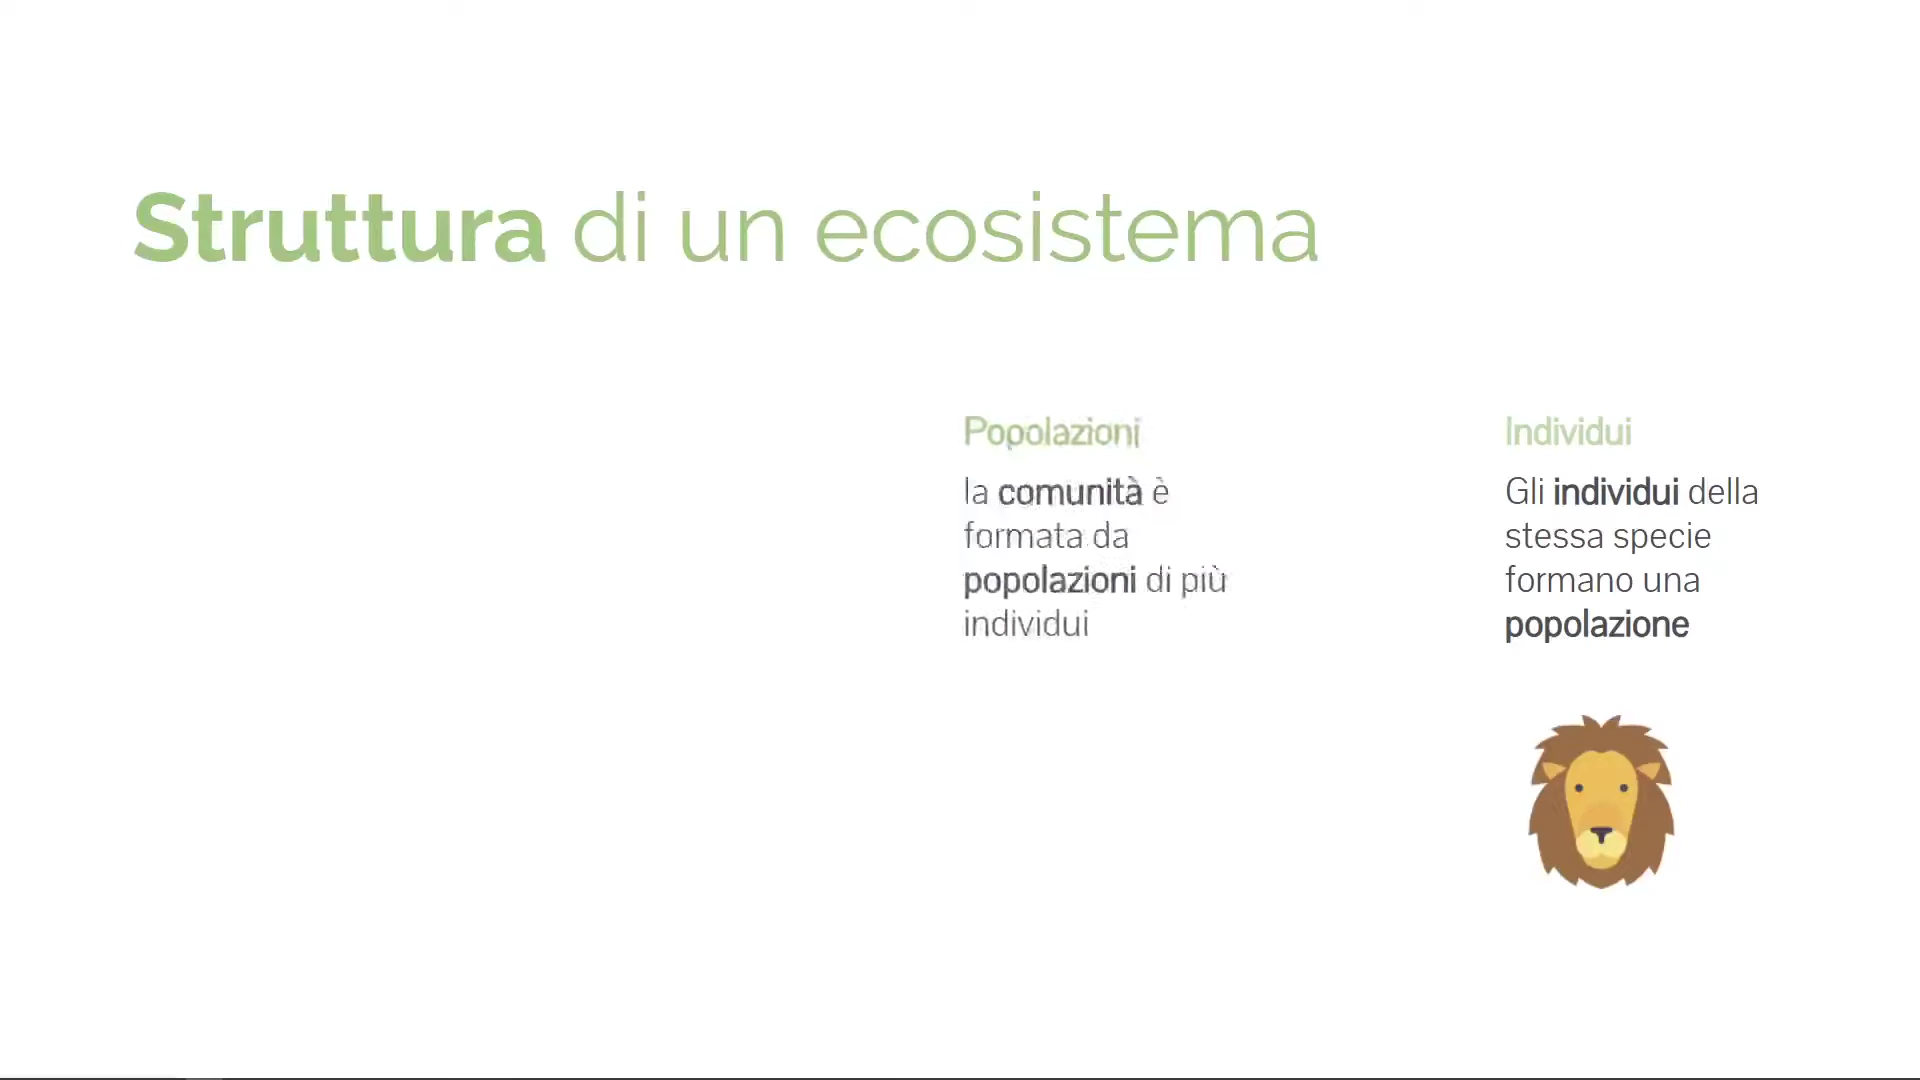 Struttura di un ecosistema
Popolazioni
la comunità è
formata da
popolazioni di più
individui
Individui
Gli individui della
stessa specie
formano una
popolazione